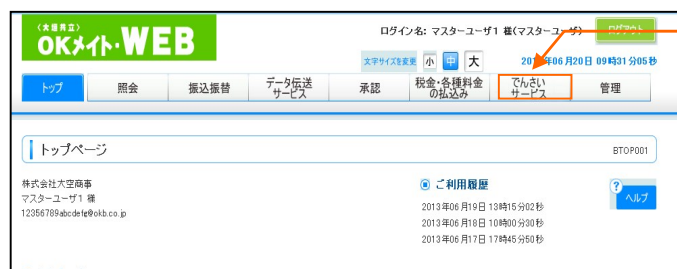 〈大垣共立〉
OKメイト・WEB
ログイン名: マスターユーザ1 様(マスターユーザ) ログアウト
文字サイズを変更 小 中 大 2013年06月20日 09時31分05秒
トップ 照会 振込振替 データ伝送サービス 承認 税金・各種料金の払込み でんさいサービス 管理
トップページ BTOP001
株式会社大空商事
マスターユーザ1 様
12356789abcdefg@okb.co.jp
ご利用履歴
2013年06月19日 13時15分02秒
2013年06月18日 10時00分30秒
2013年06月17日 17時45分50秒
? ヘルプ